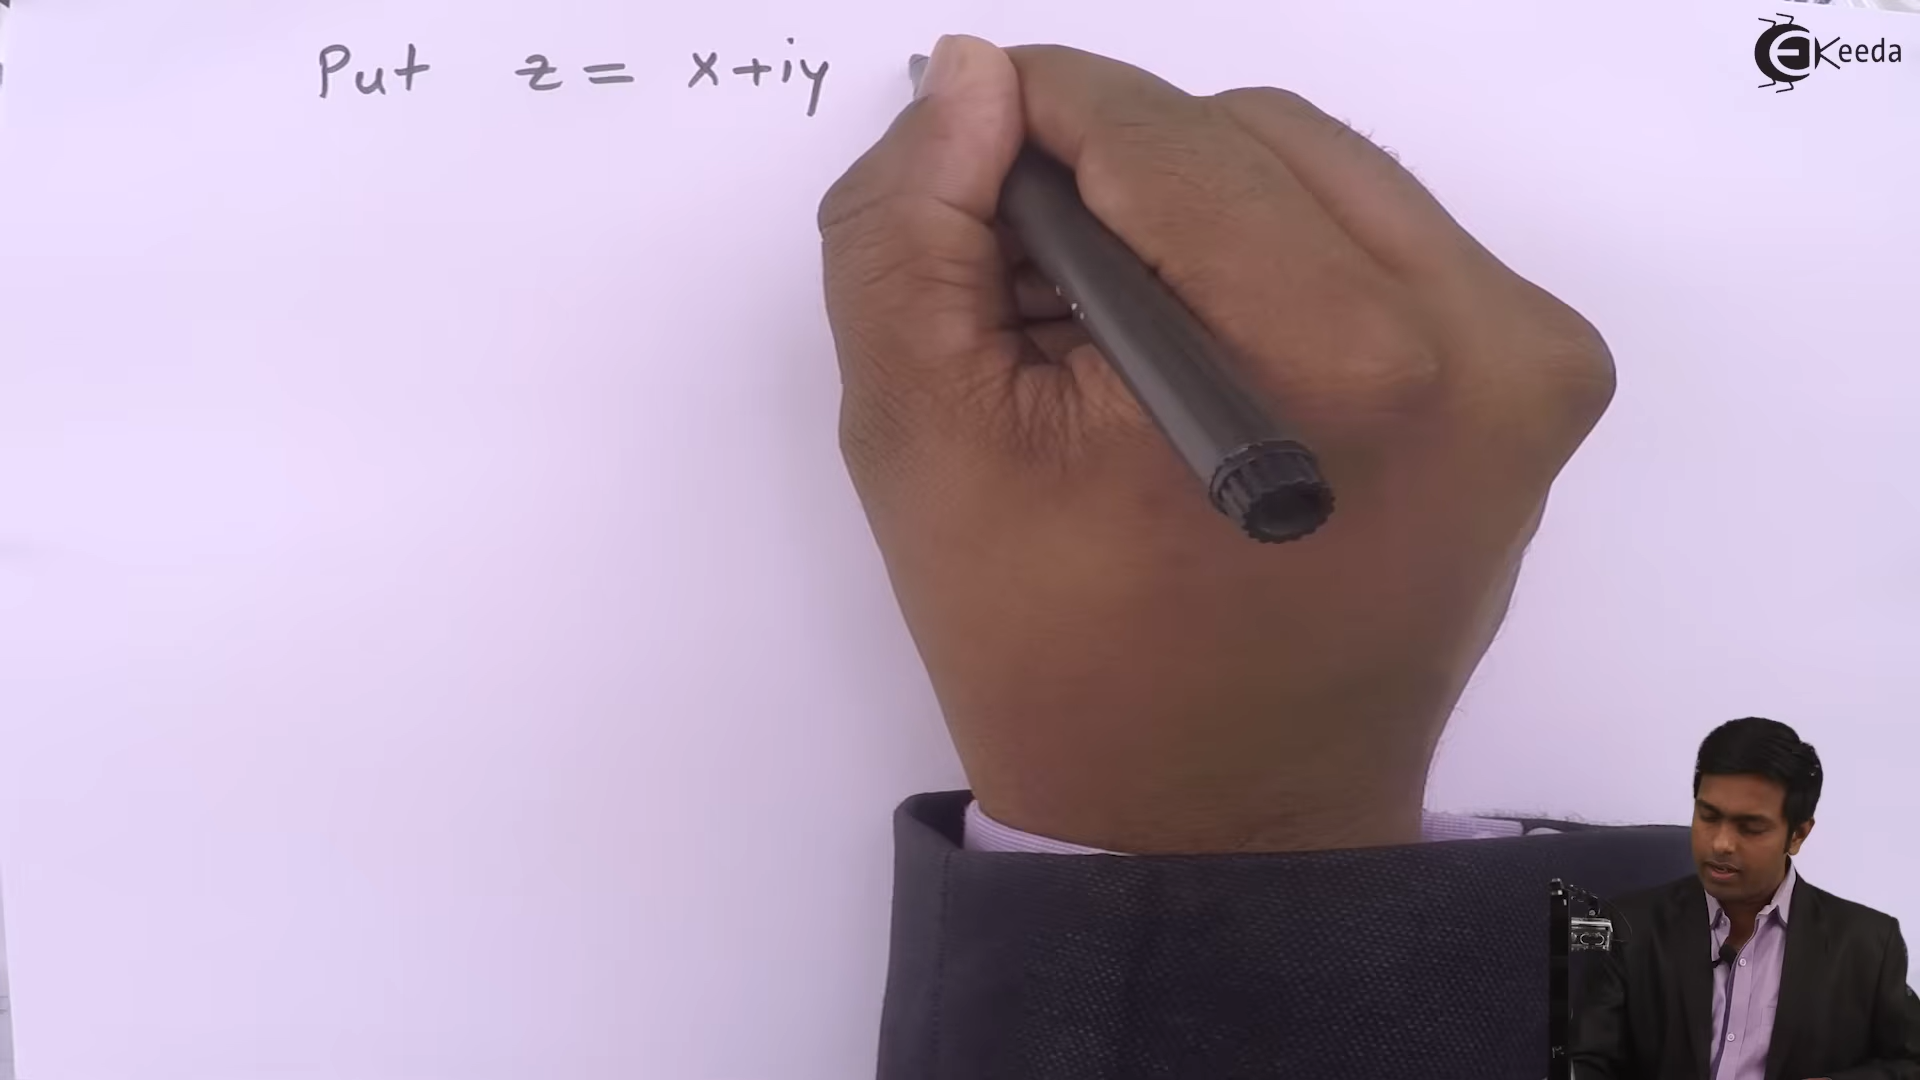 Put z = x+iy
EKeeda